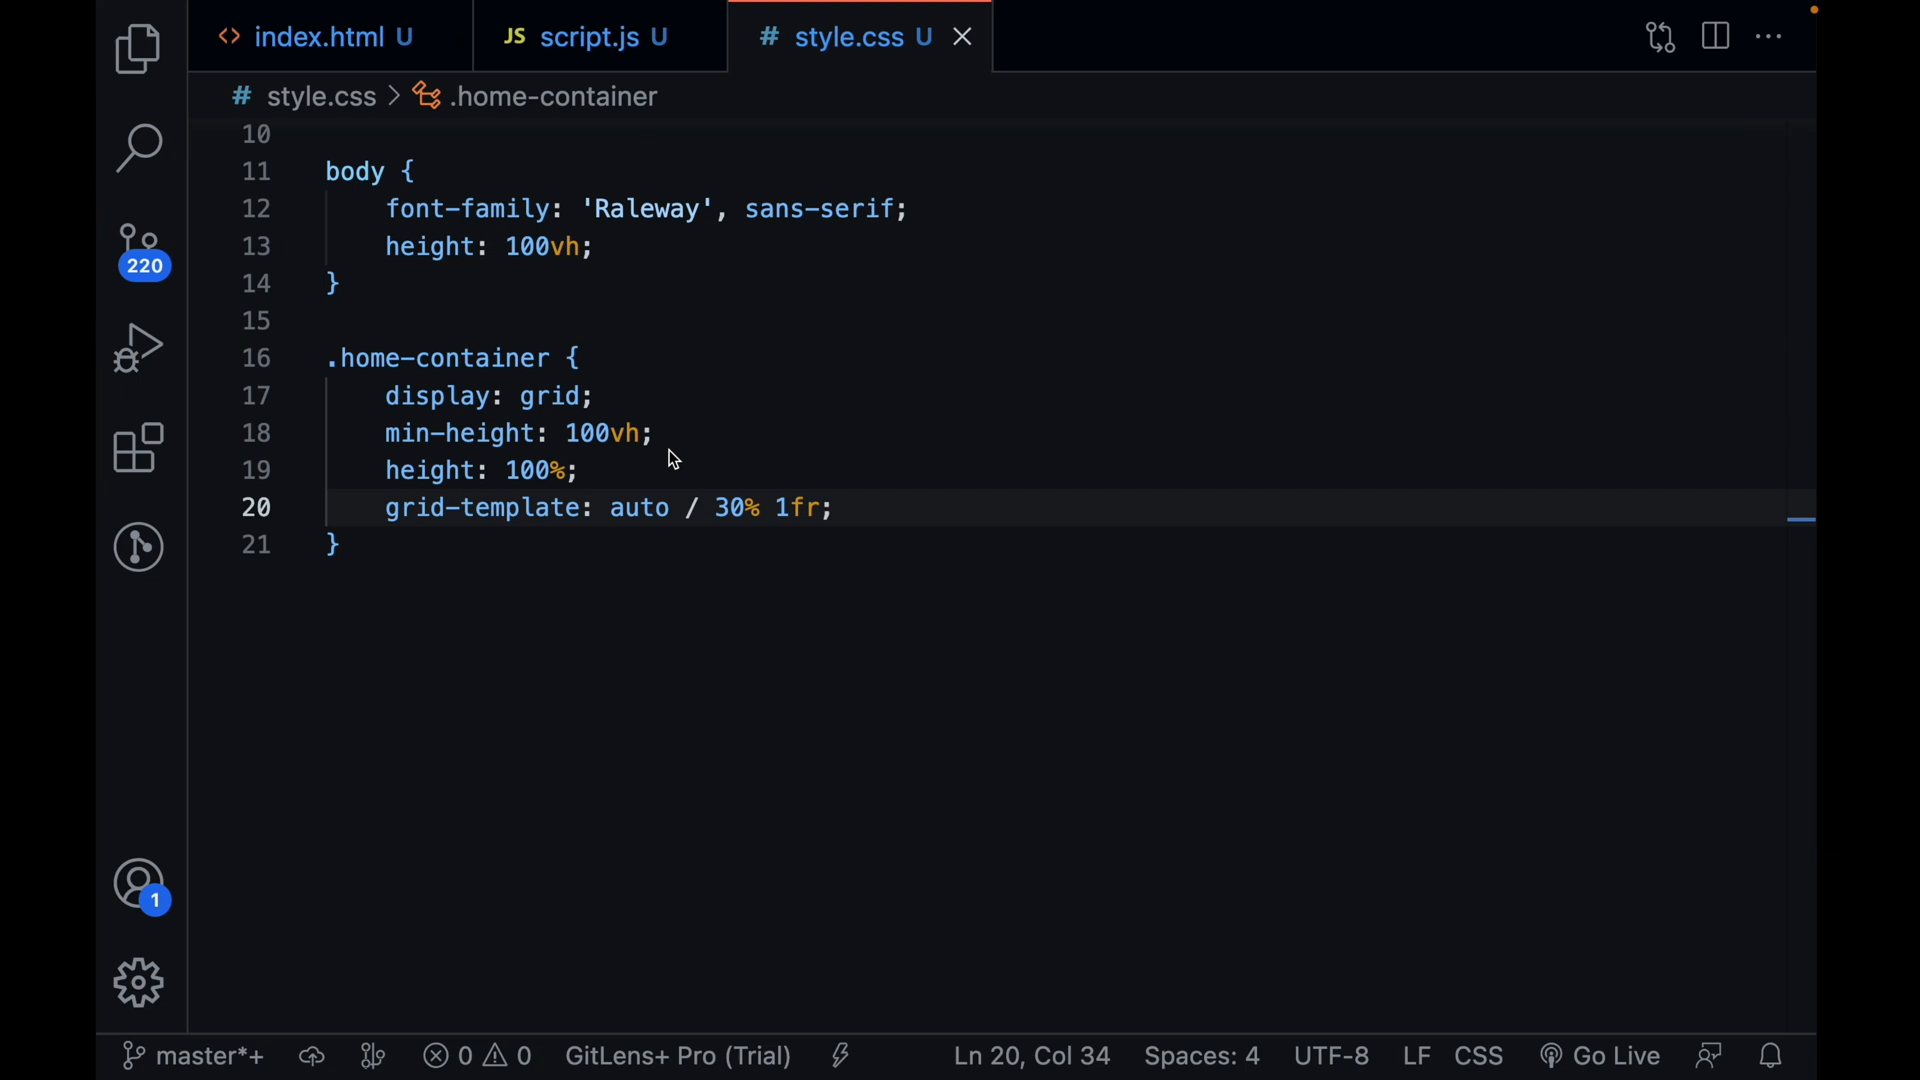 index.html U
JS script.js U
# style.css U
# style.css > .home-container
10
11 body {
12 font-family: 'Raleway', sans-serif;
13 height: 100vh;
14 }
15
16 .home-container {
17 display: grid;
18 min-height: 100vh;
19 height: 100%;
20 grid-template: auto / 30% 1fr;
21 }
220
1
master*+ 0 0 GitLens+ Pro (Trial) Ln 20, Col 34 Spaces: 4 UTF-8 LF CSS Go Live